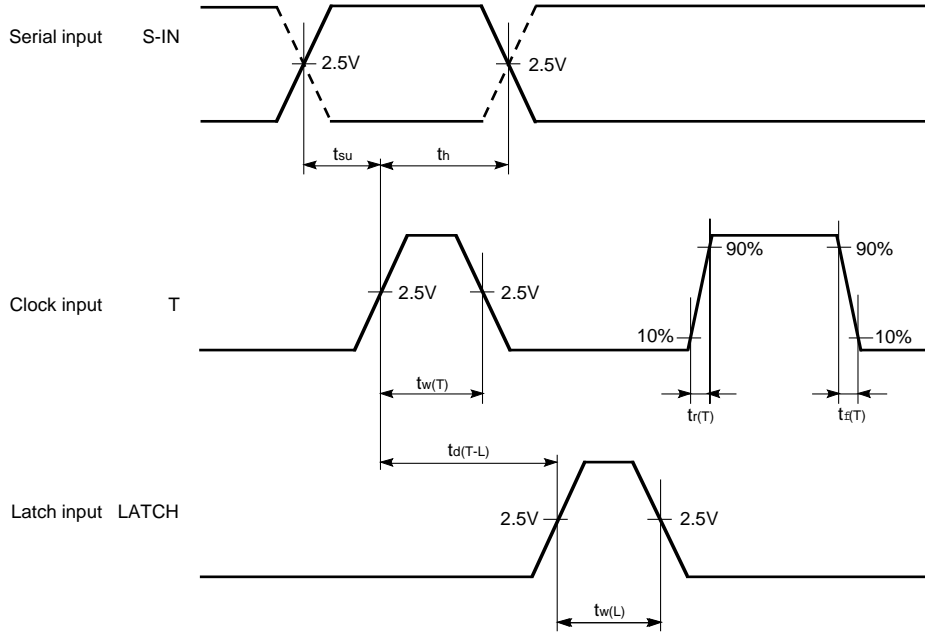 Serial input S-IN
2.5V 2.5V
tsu th
90% 90%
Clock input T
2.5V 2.5V
10% 10%
tw(T)
tr(T) tf(T)
td(T-L)
Latch input LATCH
2.5V 2.5V
tw(L)